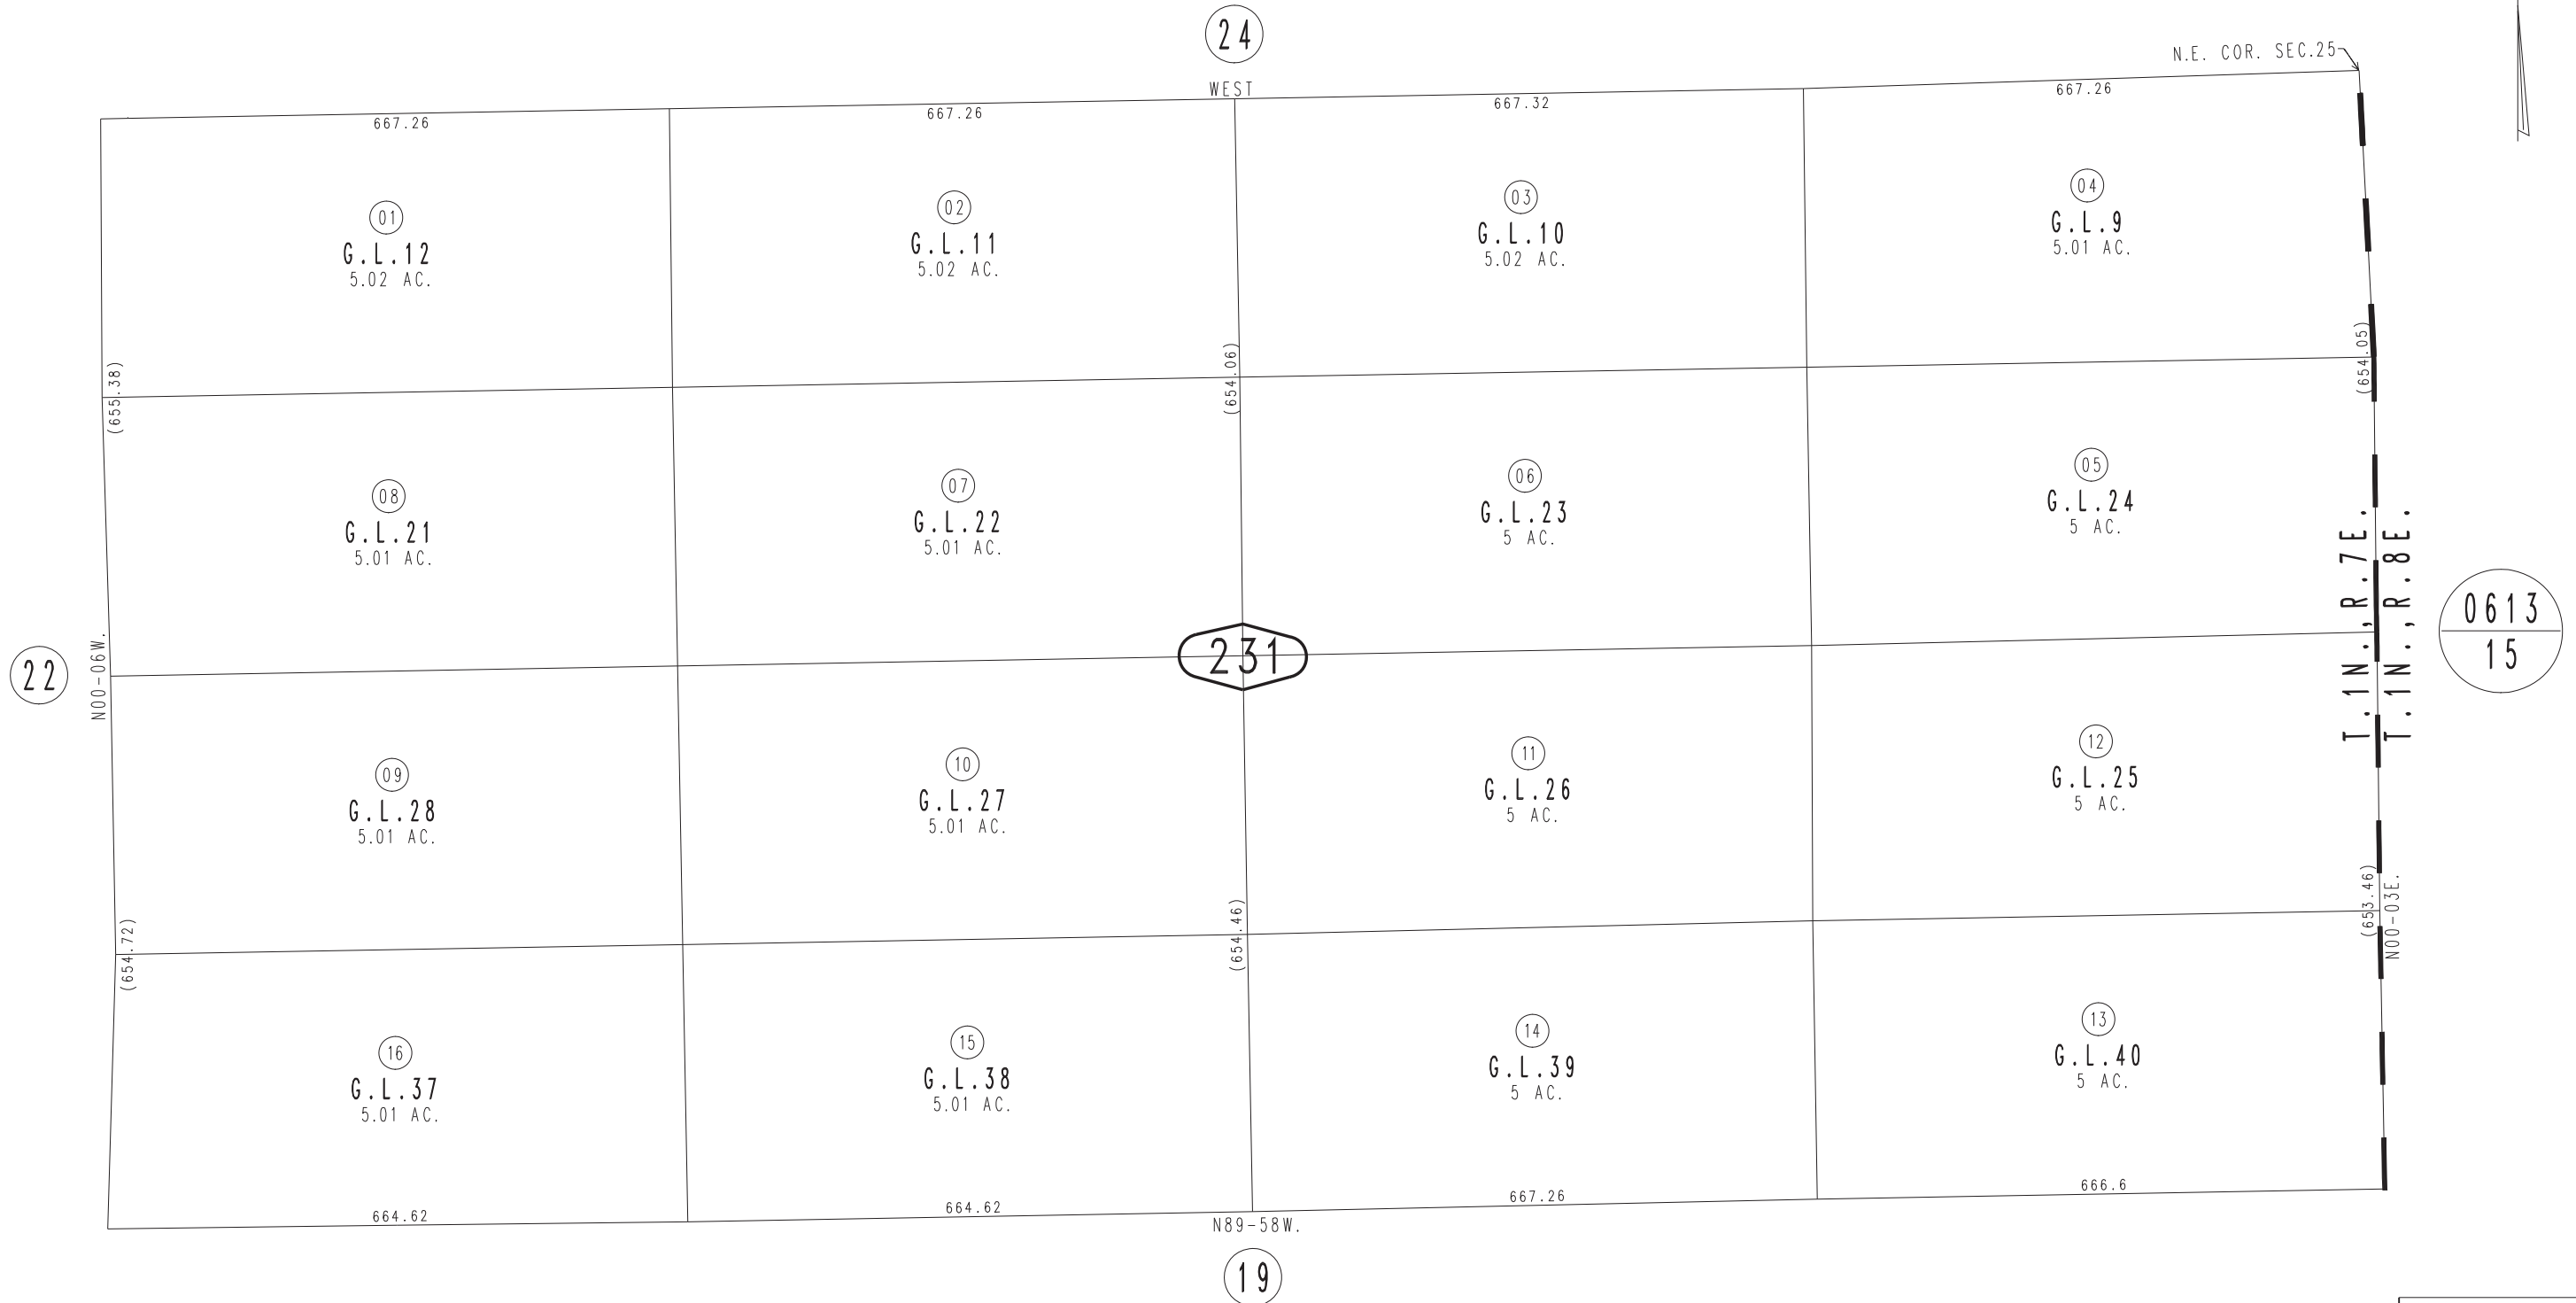 24
N.E. COR. SEC.25
WEST
667.26
667.26
667.32
667.26
01
G.L.12
5.02 AC.
02
G.L.11
5.02 AC.
03
G.L.10
5.02 AC.
04
G.L.9
5.01 AC.
(655.38)
(654.06)
(654.05)
08
G.L.21
5.01 AC.
07
G.L.22
5.01 AC.
06
G.L.23
5 AC.
05
G.L.24
5 AC.
22
N00-06W.
231
T.1N.,R.7E.
T.1N.,R.8E.
0613
15
09
G.L.28
5.01 AC.
10
G.L.27
5.01 AC.
11
G.L.26
5 AC.
12
G.L.25
5 AC.
(654.72)
(654.46)
(653.46)
N00-03E.
16
G.L.37
5.01 AC.
15
G.L.38
5.01 AC.
14
G.L.39
5 AC.
13
G.L.40
5 AC.
664.62
664.62
667.26
666.6
N89-58W.
19